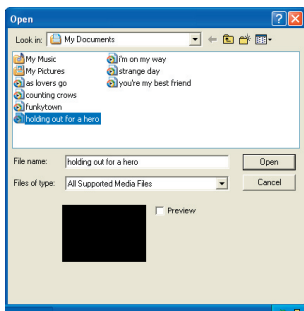 Open
Look in: My Documents
My Music
My Pictures
as lovers go
counting crows
funkytown
holding out for a hero
i'm on my way
strange day
you're my best friend
File name: holding out for a hero Open
Files of type: All Supported Media Files Cancel
Preview